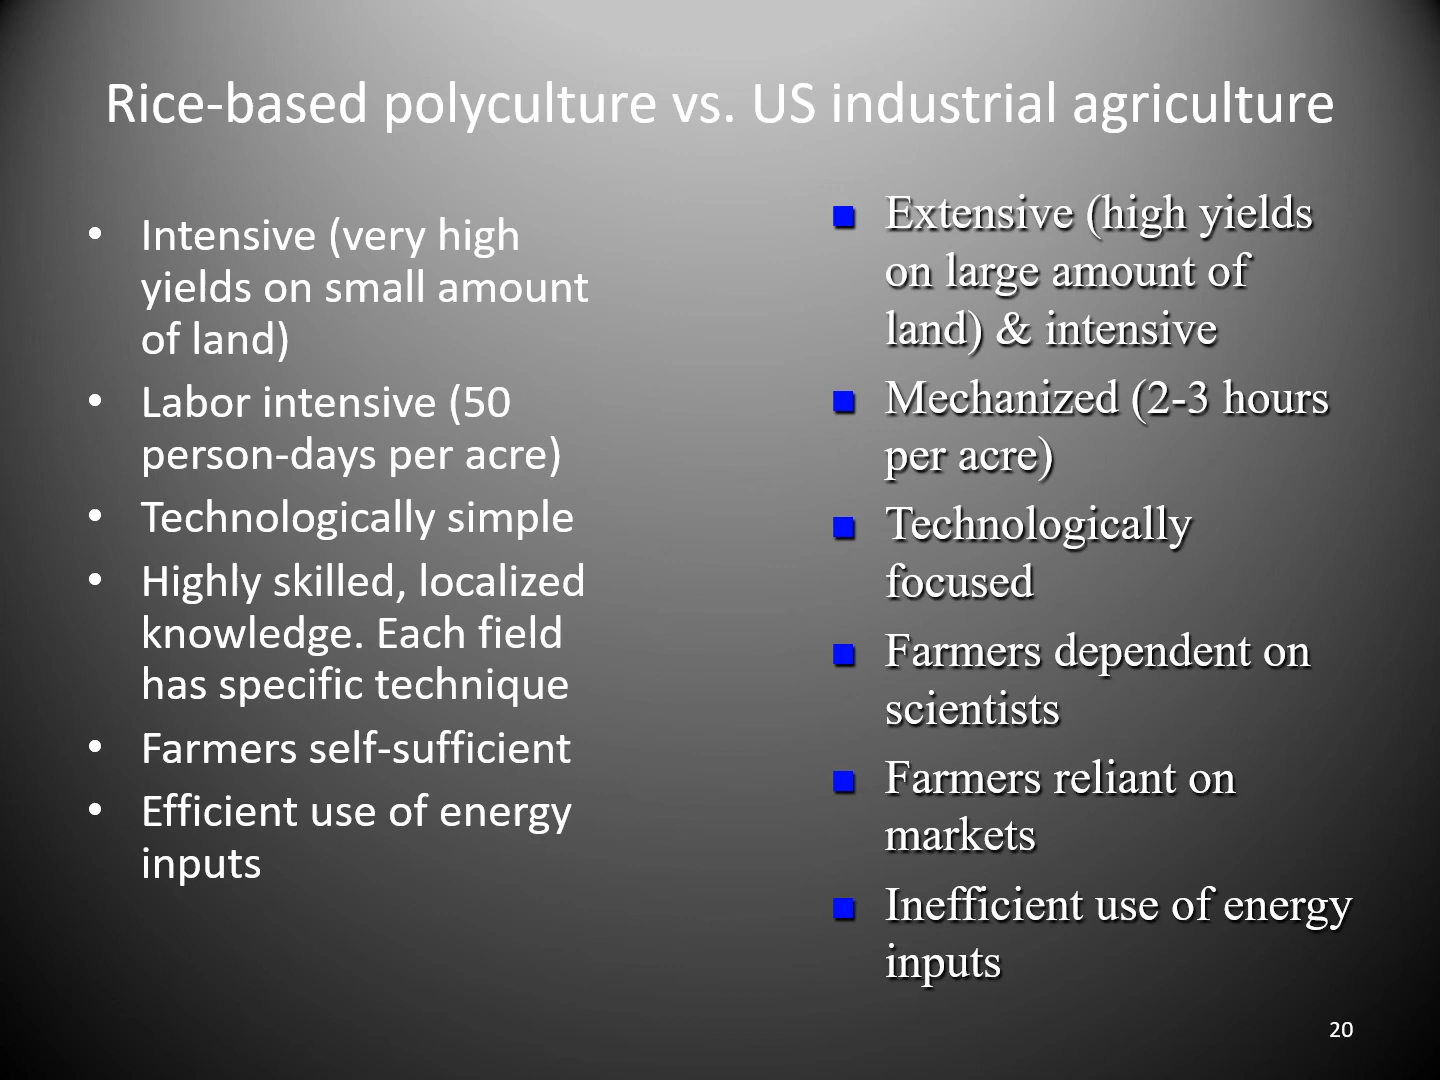 Rice-based polyculture vs. US industrial agriculture
• Intensive (very high
yields on small amount
of land)
• Labor intensive (50
person-days per acre)
• Technologically simple
• Highly skilled, localized
knowledge. Each field
has specific technique
• Farmers self-sufficient
• Efficient use of energy
inputs
■ Extensive (high yields
on large amount of
land) & intensive
■ Mechanized (2-3 hours
per acre)
■ Technologically
focused
■ Farmers dependent on
scientists
■ Farmers reliant on
markets
■ Inefficient use of energy
inputs
20